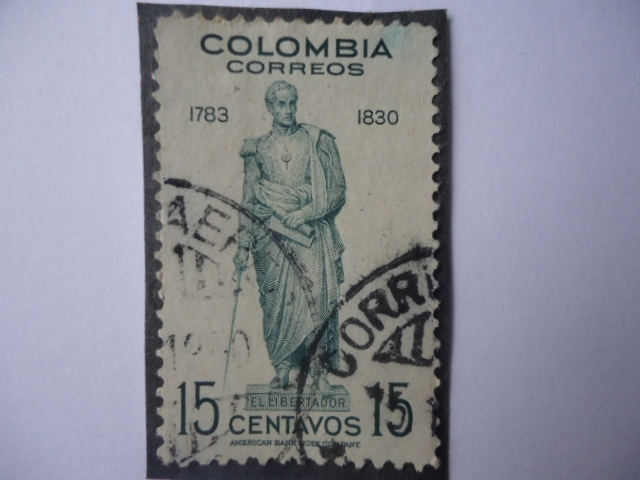 COLOMBIA
CORREOS
1783 1830
EL LIBERTADOR
15 CENTAVOS 15
AMERICAN BANK NOTE COMPANY.